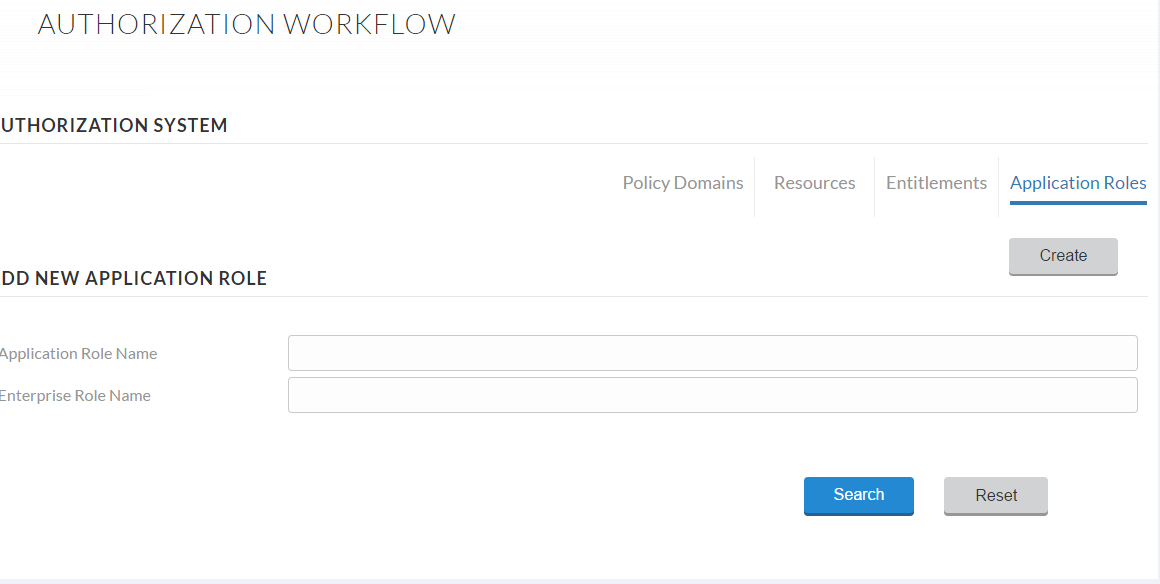 AUTHORIZATION WORKFLOW
UTHORIZATION SYSTEM
Policy Domains Resources Entitlements Application Roles
Create
DD NEW APPLICATION ROLE
Application Role Name
Enterprise Role Name
Search Reset